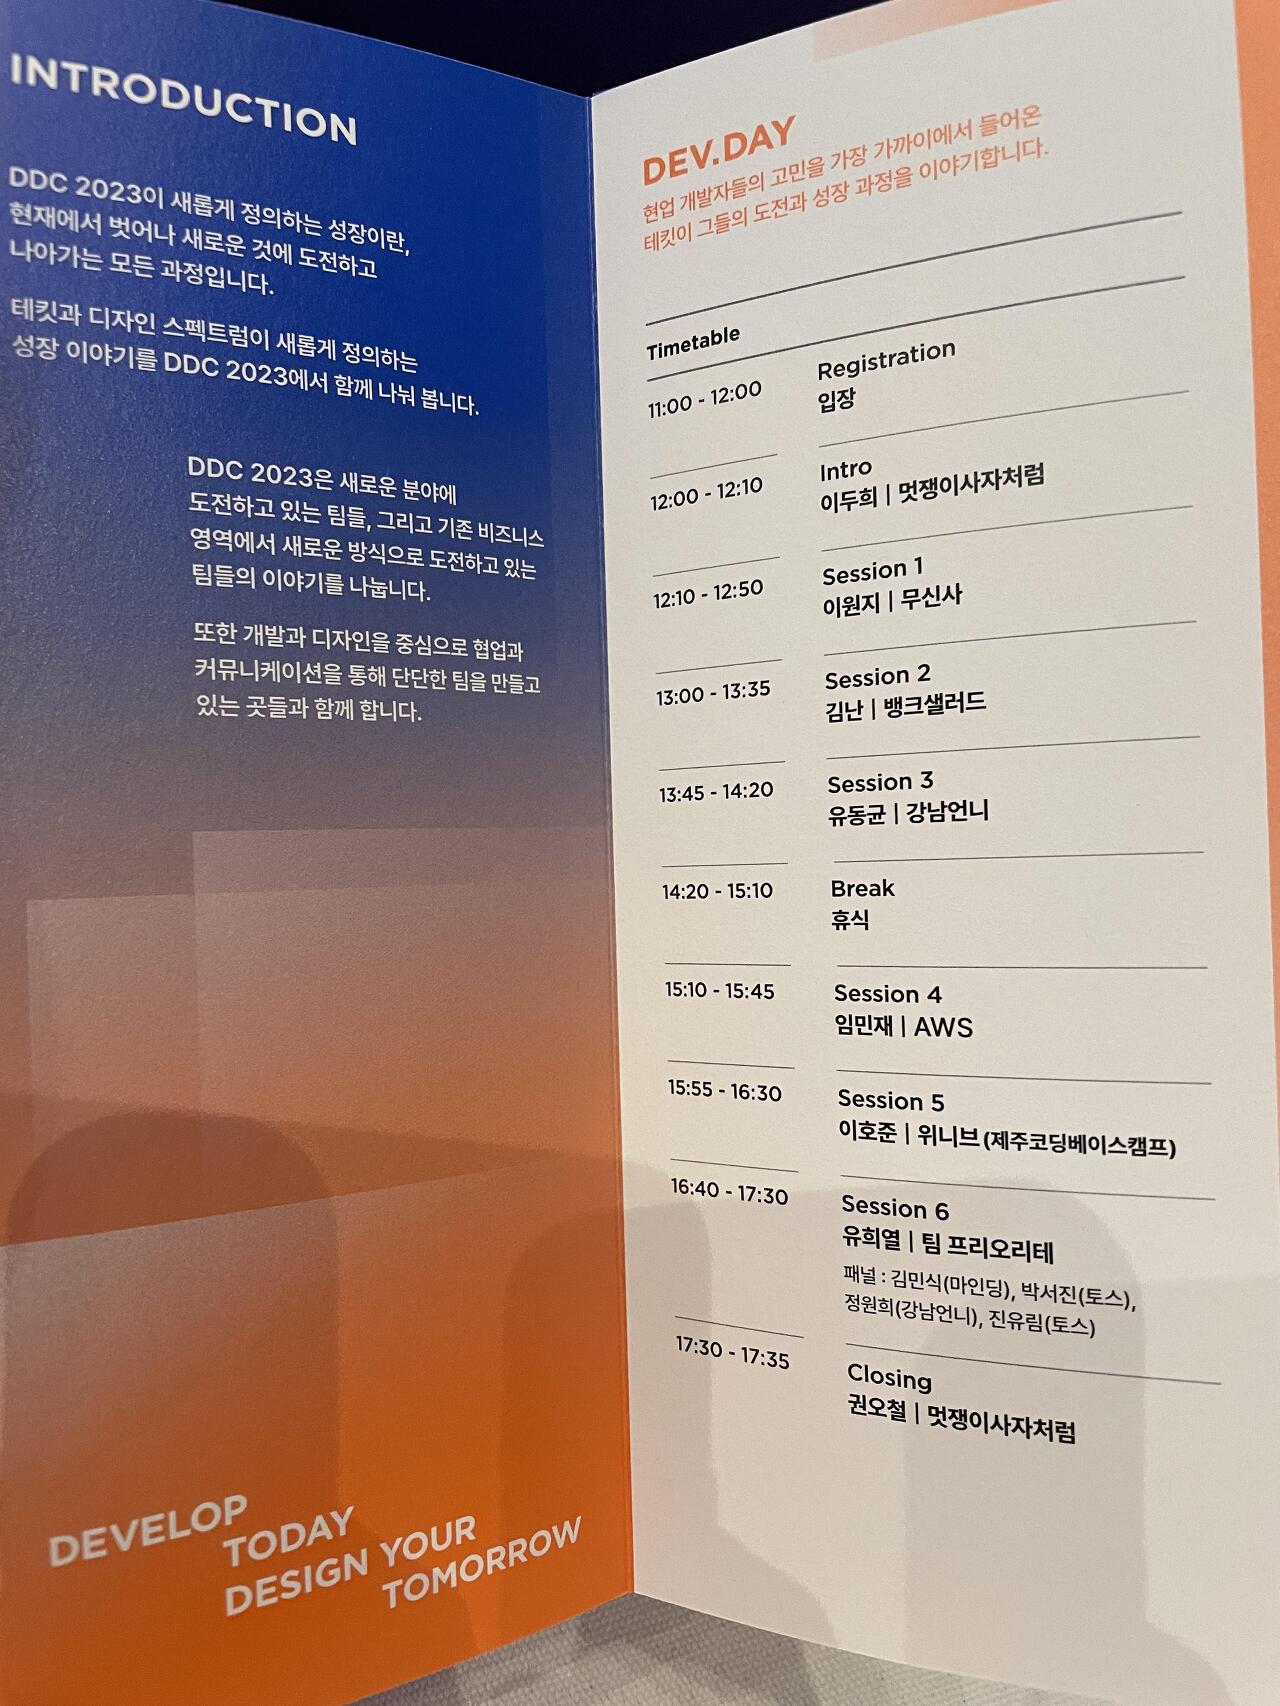 INTRODUCTION
DDC 2023이 새롭게 정의하는 성장이란,
현재에서 벗어나 새로운 것에 도전하고
나아가는 모든 과정입니다.
테킷과 디자인 스펙트럼이 새롭게 정의하는
성장 이야기를 DDC 2023에서 함께 나눠 봅니다.
DDC 2023은 새로운 분야에
도전하고 있는 팀들, 그리고 기존 비즈니스
영역에서 새로운 방식으로 도전하고 있는
팀들의 이야기를 나눕니다.
또한 개발과 디자인을 중심으로 협업과
커뮤니케이션을 통해 단단한 팀을 만들고
있는 곳들과 함께 합니다.
DEVELOP
TODAY
DESIGN YOUR
TOMORROW
DEV.DAY
현업 개발자들의 고민을 가장 가까이에서 들어온
테킷이 그들의 도전과 성장 과정을 이야기합니다.
Timetable
11:00 - 12:00 Registration
입장
12:00 - 12:10 Intro
이두희 | 멋쟁이사자처럼
12:10 - 12:50 Session 1
이원지 | 무신사
13:00 - 13:35 Session 2
김난 | 뱅크샐러드
13:45 - 14:20 Session 3
유동균 | 강남언니
14:20 - 15:10 Break
휴식
15:10 - 15:45 Session 4
임민재 | AWS
15:55 - 16:30 Session 5
이호준 | 위니브 (제주코딩베이스캠프)
16:40 - 17:30 Session 6
유희열 | 팀 프리오리테
패널 : 김민식(마인딩), 박서진(토스),
정원희(강남언니), 진유림(토스)
17:30 - 17:35 Closing
권오철 | 멋쟁이사자처럼